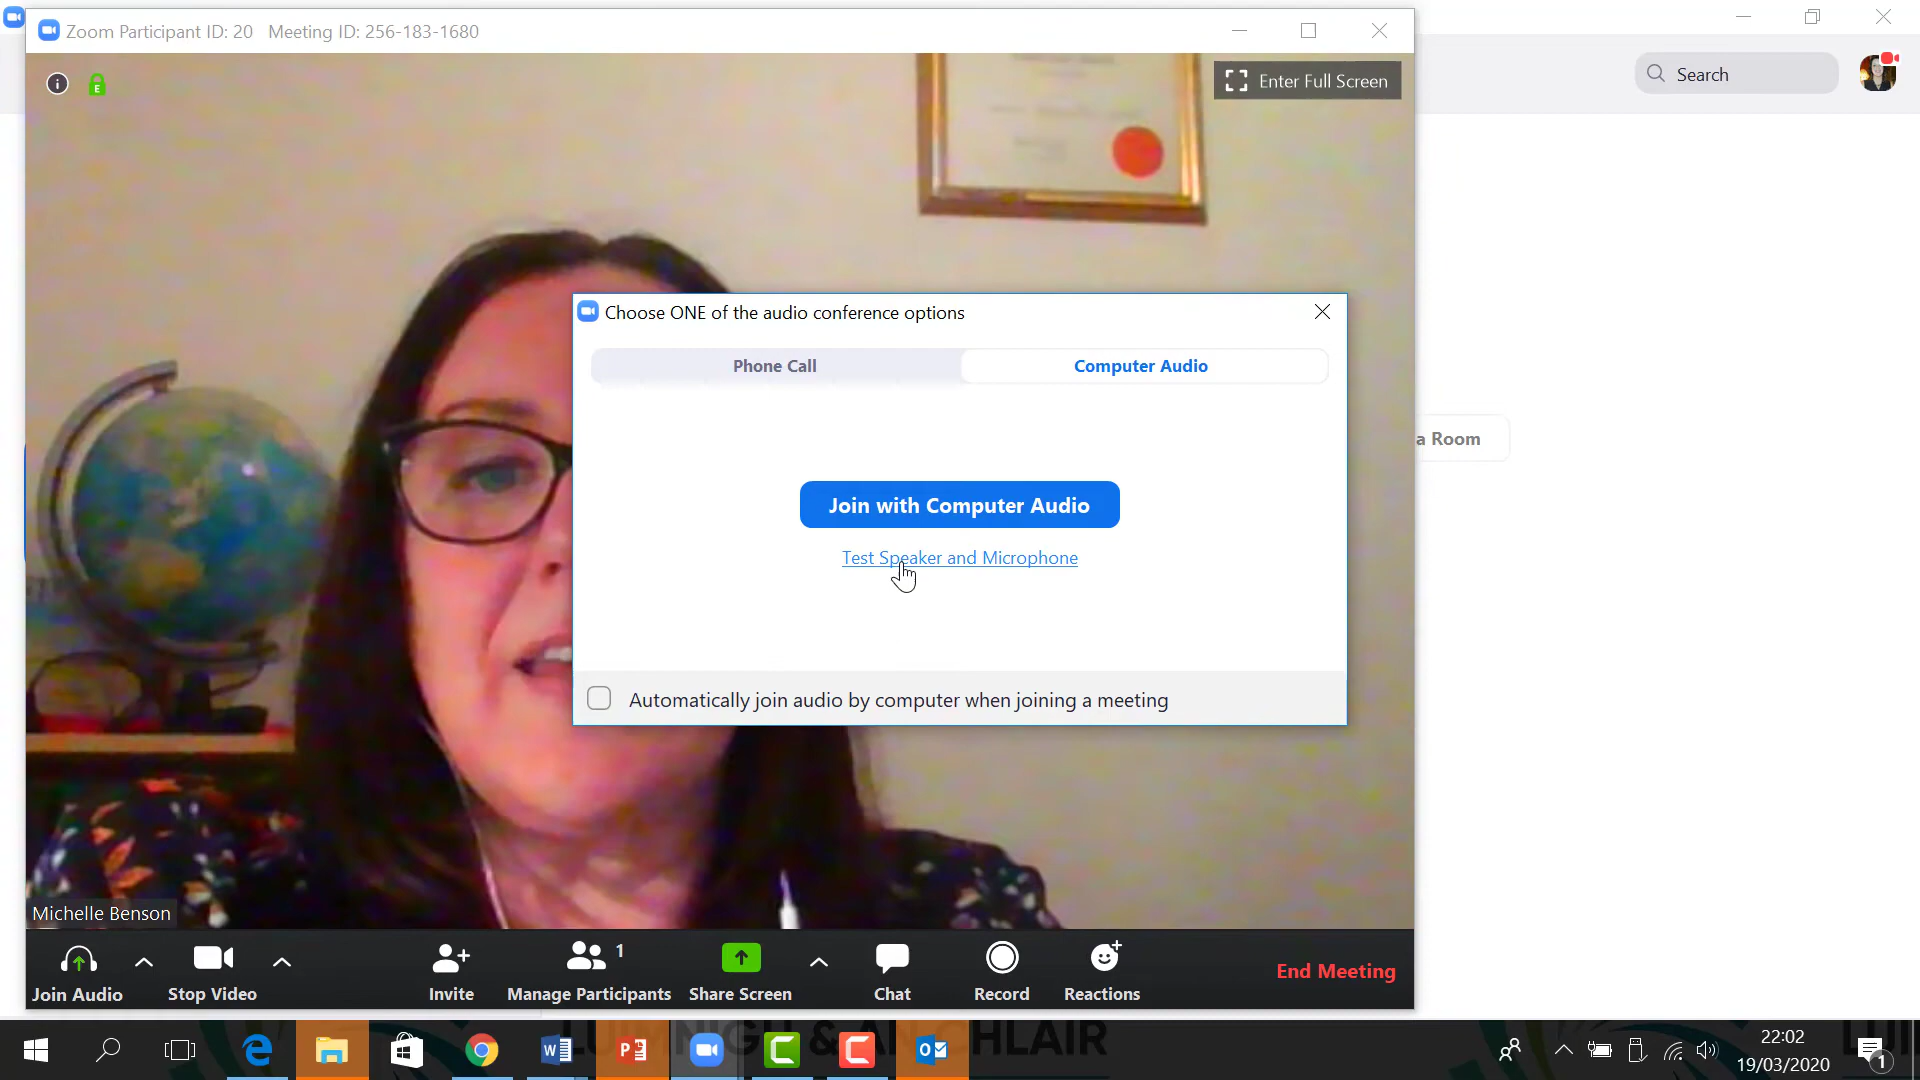 Zoom Participant ID: 20 Meeting ID: 256-183-1680
Search
Enter Full Screen
Choose ONE of the audio conference options
Phone Call
Computer Audio
a Room
Join with Computer Audio
Test Speaker and Microphone
Automatically join audio by computer when joining a meeting
Michelle Benson
1
Join Audio
Stop Video
Invite
Manage Participants
Share Screen
Chat
Record
Reactions
End Meeting
22:02
19/03/2020
1